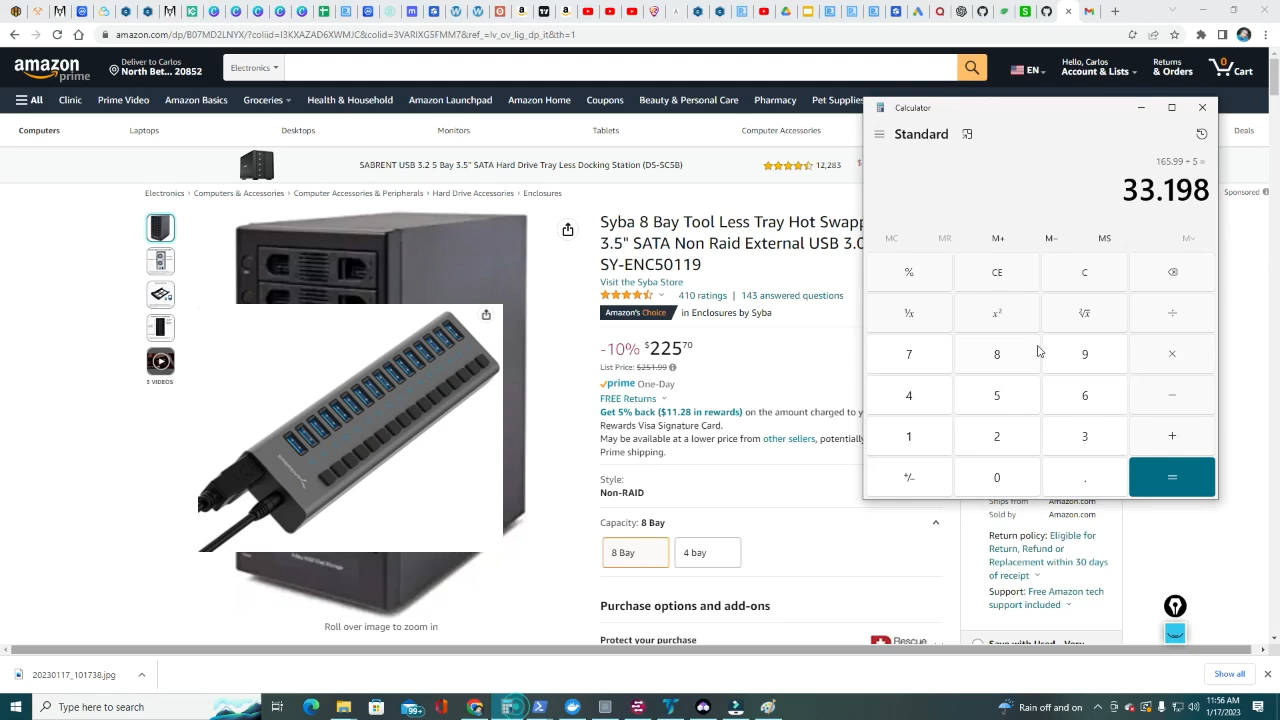 amazon.com/dp/B07MD2LNYX/?coliid=I3KXAZAD6XWMJC&colid=3VARIXG5FMM7&ref_=lv_ov_lig_dp_it&th=1
amazon
prime
Deliver to Carlos
North Bet... 20852
Electronics
EN
Hello, Carlos
Account & Lists
Returns
& Orders
0
Cart
All
Clinic
Prime Video
Amazon Basics
Groceries
Health & Household
Amazon Launchpad
Amazon Home
Coupons
Beauty & Personal Care
Pharmacy
Pet Supplies
Computers
Laptops
Desktops
Monitors
Tablets
Computer Accessories
Deals
SABRENT USB 3.2 5 Bay 3.5" SATA Hard Drive Tray Less Docking Station (DS-SC5B)
12,283
Sponsored
Electronics › Computers & Accessories › Computer Accessories & Peripherals › Hard Drive Accessories › Enclosures
3 VIDEOS
Roll over image to zoom in
Syba 8 Bay Tool Less Tray Hot Swapp
3.5" SATA Non Raid External USB 3.0
SY-ENC50119
Visit the Syba Store
410 ratings | 143 answered questions
Amazon's Choice in Enclosures by Syba
-10% $225 70
List Price: $251.99
prime One-Day
FREE Returns
Get 5% back ($11.28 in rewards) on the amount charged to y
Rewards Visa Signature Card.
May be available at a lower price from other sellers, potentially
Prime shipping.
Style:
Non-RAID
Capacity: 8 Bay
8 Bay
4 bay
Purchase options and add-ons
Protect your purchase
Rescue
Calculator
Standard
165.99 ÷ 5 =
33.198
MC MR M+ M− MS M˅
% CE C
⅟x x² ²√x ÷
7 8 9 ×
4 5 6 −
1 2 3 +
+/− 0 . =
Ships from Amazon.com
Sold by Amazon.com
Return policy: Eligible for
Return, Refund or
Replacement within 30 days
of receipt
Support: Free Amazon tech
support included
Save with Used - Very
20230117_101738.jpg
Show all
Type here to search
99+
Rain off and on
11:56 AM
1/17/2023